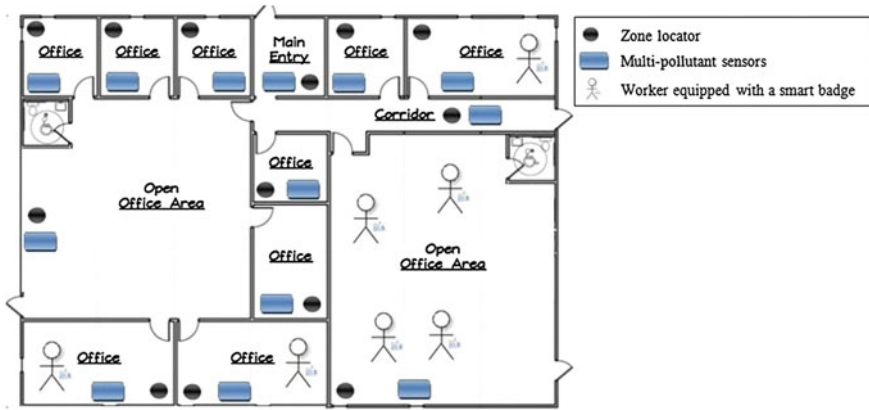 Office
Office
Office
Main
Entry
Office
Office
Zone locator
Multi-pollutant sensors
Worker equipped with a smart badge
Corridor
Office
Open
Office Area
Office
Open
Office Area
Office
Office